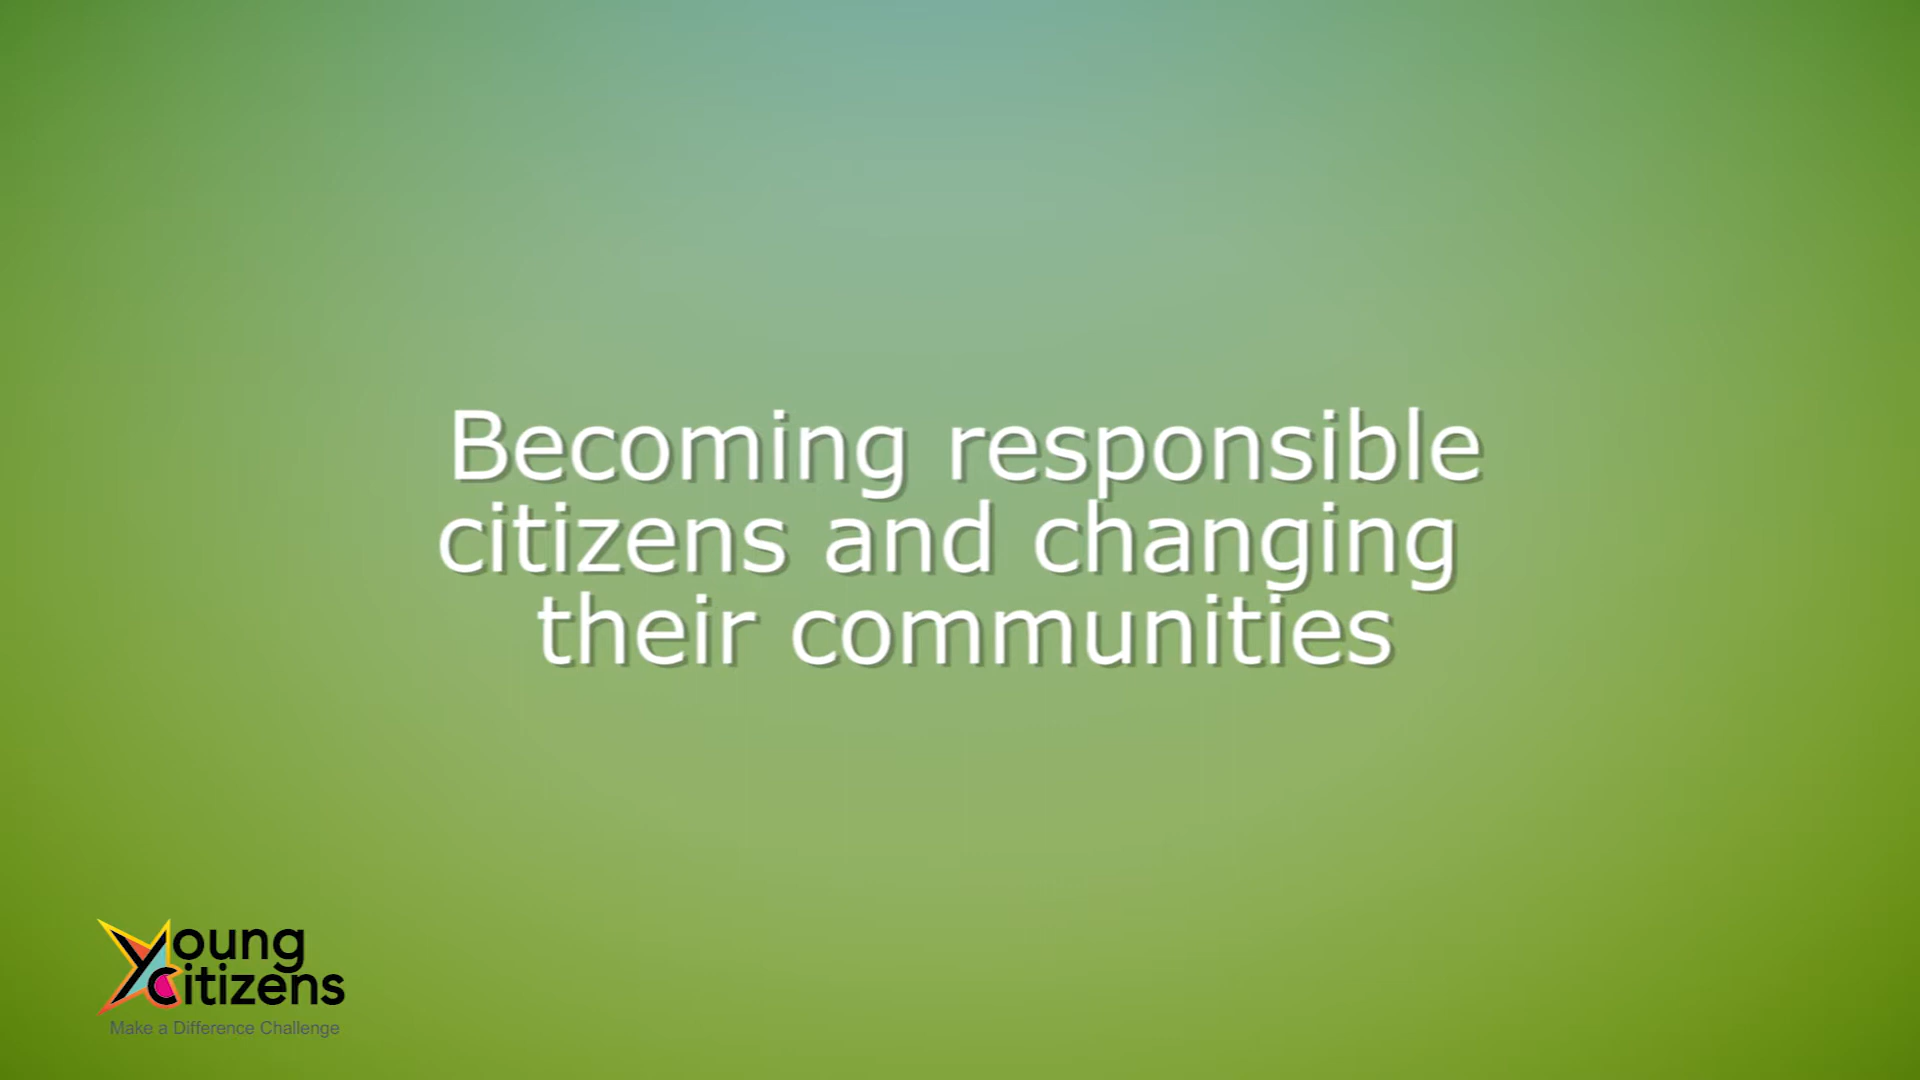 Becoming responsible
citizens and changing
their communities
Young
Citizens
Make a Difference Challenge